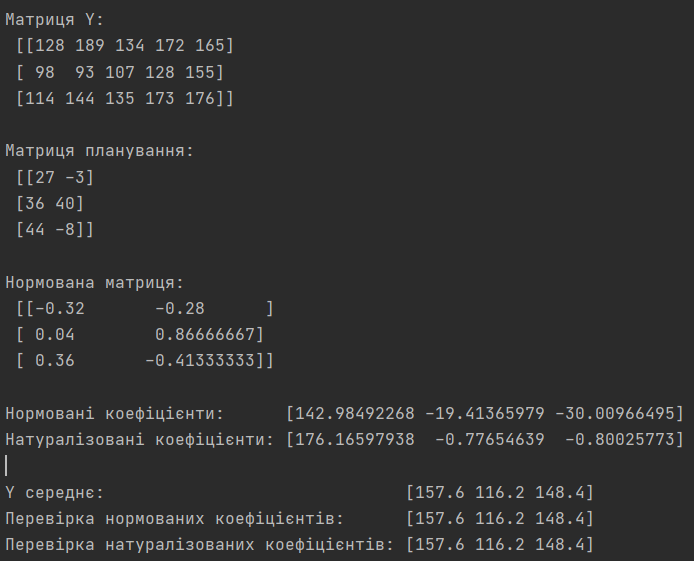 Матриця Y:
[[128 189 134 172 165]
[ 98  93 107 128 155]
[114 144 135 173 176]]
Матриця планування:
[[27 -3]
[36 40]
[44 -8]]
Нормована матриця:
[[-0.32       -0.28      ]
[ 0.04        0.86666667]
[ 0.36       -0.41333333]]
Нормовані коефіцієнти:      [142.98492268 -19.41365979 -30.00966495]
Натуралізовані коефіцієнти: [176.16597938  -0.77654639  -0.80025773]
Y середнє:                              [157.6 116.2 148.4]
Перевірка нормованих коефіцієнтів:      [157.6 116.2 148.4]
Перевірка натуралізованих коефіцієнтів: [157.6 116.2 148.4]